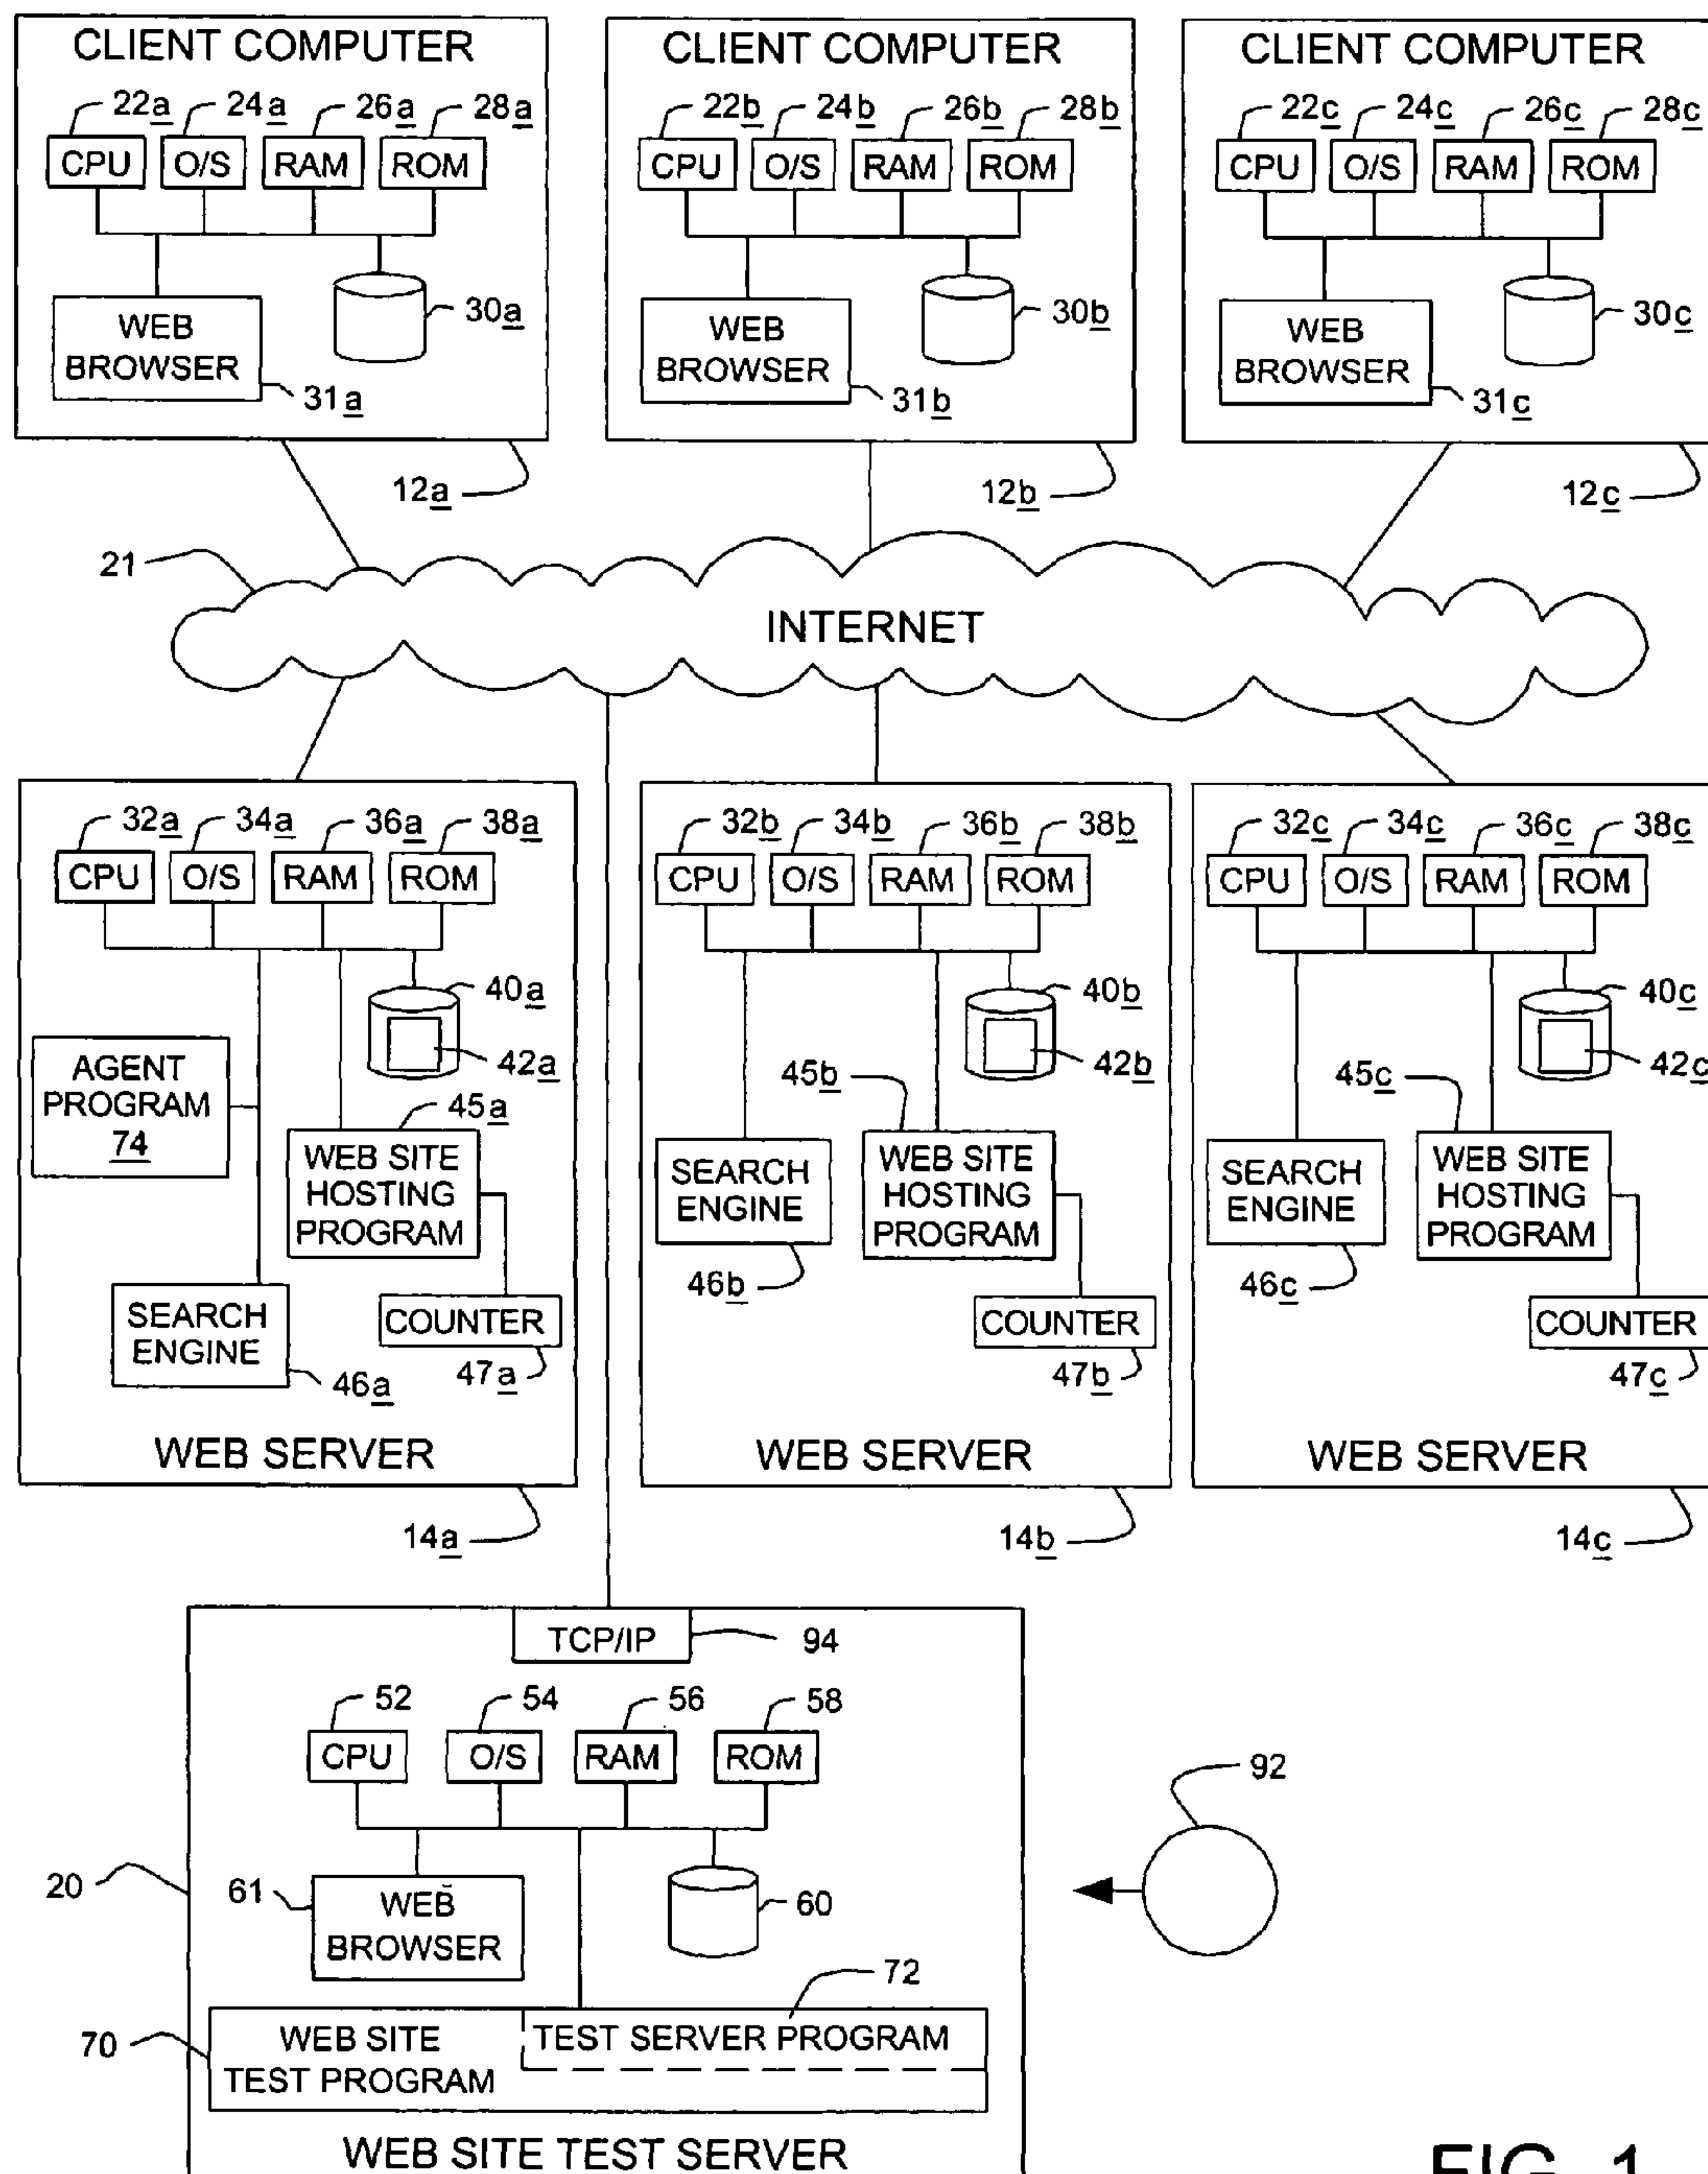 CLIENT COMPUTER
22a 24a 26a 28a
CPU O/S RAM ROM
WEB
BROWSER
30a
31a
12a
CLIENT COMPUTER
22b 24b 26b 28b
CPU O/S RAM ROM
WEB
BROWSER
30b
31b
12b
CLIENT COMPUTER
22c 24c 26c 28c
CPU O/S RAM ROM
WEB
BROWSER
30c
31c
12c
21
INTERNET
32a 34a 36a 38a
CPU O/S RAM ROM
40a
42a
AGENT
PROGRAM
74
45a
WEB SITE
HOSTING
PROGRAM
SEARCH
ENGINE
46a
COUNTER
47a
WEB SERVER
14a
32b 34b 36b 38b
CPU O/S RAM ROM
40b
42b
45b
SEARCH
ENGINE
46b
WEB SITE
HOSTING
PROGRAM
COUNTER
47b
WEB SERVER
14b
32c 34c 36c 38c
CPU O/S RAM ROM
40c
42c
45c
SEARCH
ENGINE
46c
WEB SITE
HOSTING
PROGRAM
COUNTER
47c
WEB SERVER
14c
TCP/IP
94
52 54 56 58
CPU O/S RAM ROM
92
20
61
WEB
BROWSER
60
72
70
WEB SITE
TEST PROGRAM
TEST SERVER PROGRAM
WEB SITE TEST SERVER
FIG. 1